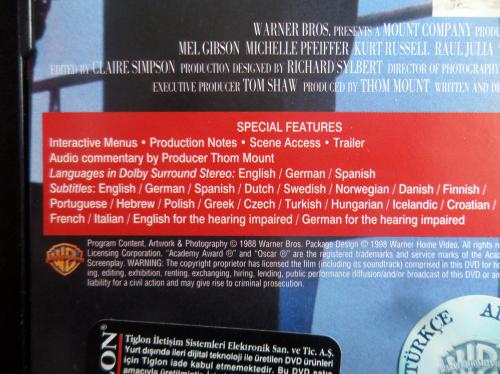 WARNER BROS. PRESENTS A MOUNT COMPANY
MEL GIBSON MICHELLE PFEIFFER KURT RUSSELL RAUL JULIA
EDITED BY CLAIRE SIMPSON PRODUCTION DESIGNED BY RICHARD SYLBERT DIRECTOR OF PHOTOGRAPHY
EXECUTIVE PRODUCER TOM SHAW PRODUCED BY THOM MOUNT WRITTEN AND
SPECIAL FEATURES
Interactive Menus • Production Notes • Scene Access • Trailer
Audio commentary by Producer Thom Mount
Languages in Dolby Surround Stereo: English / German / Spanish
Subtitles: English / German / Spanish / Dutch / Swedish / Norwegian / Danish / Finnish /
Portuguese / Hebrew / Polish / Greek / Czech / Turkish / Hungarian / Icelandic / Croatian /
French / Italian / English for the hearing impaired / German for the hearing impaired
Program Content, Artwork & Photography © 1988 Warner Bros. Package Design © 1998 Warner Home Video. All rights
Licensing Corporation. "Academy Award ®" and "Oscar ®" are the registered trademarks and service marks of the
Screenplay. WARNING: The copyright proprietor has licensed the film (including its soundtrack) comprised in this DVD for
ing, editing, exhibition, renting, exchanging, hiring, lending, public performance diffusion and/or broadcast of this DVD or
liability for a civil action and may give rise to criminal prosecution.
Tiglon İletişim Sistemleri Elektronik San. ve Tic. A.Ş.
Yurt dışında ileri dijital teknoloji ile üretilen DVD ürünleri
için Tiglon iade kabul etmemektedir. Bu DVD
TÜRKÇE